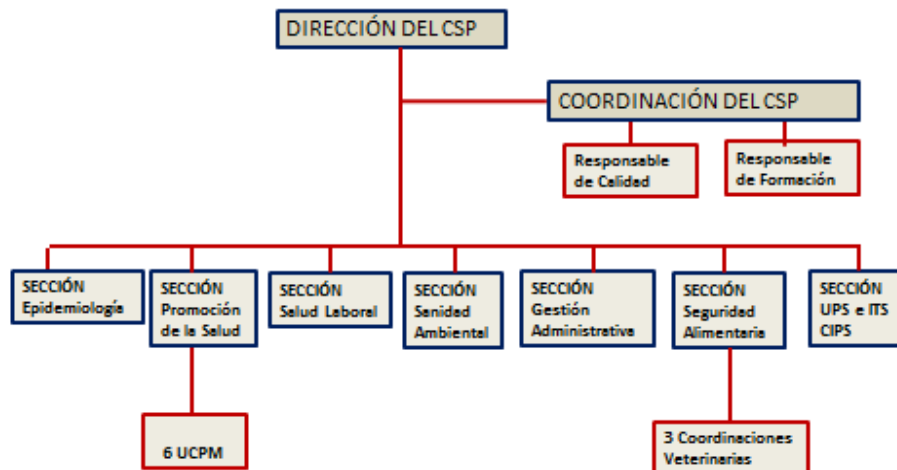 DIRECCIÓN DEL CSP
COORDINACIÓN DEL CSP
Responsable
de Calidad
Responsable
de Formación
SECCIÓN
Epidemiología
SECCIÓN
Promoción
de la Salud
SECCIÓN
Salud Laboral
SECCIÓN
Sanidad
Ambiental
SECCIÓN
Gestión
Administrativa
SECCIÓN
Seguridad
Alimentaria
SECCIÓN
UPS e ITS
CIPS
6 UCPM
3 Coordinaciones
Veterinarias